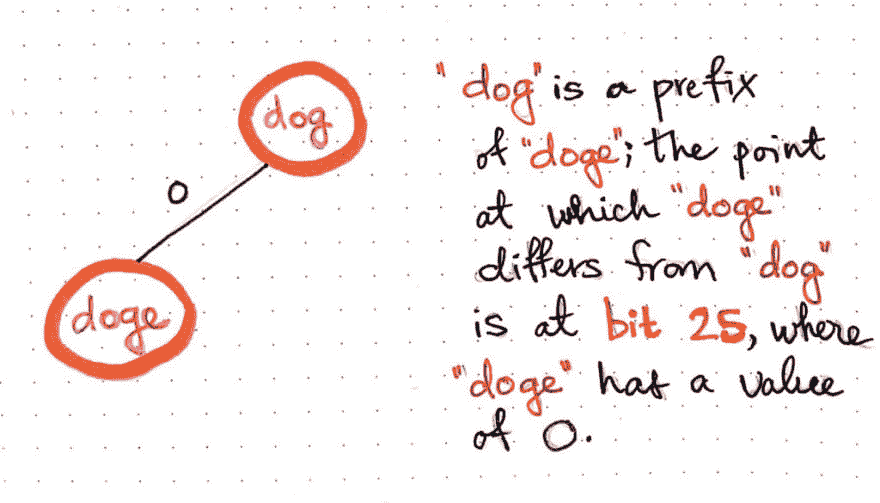 dog
0
doge
"dog" is a prefix
of "doge"; the point
at which "doge"
differs from "dog"
is at bit 25, where
"doge" has a value
of 0.